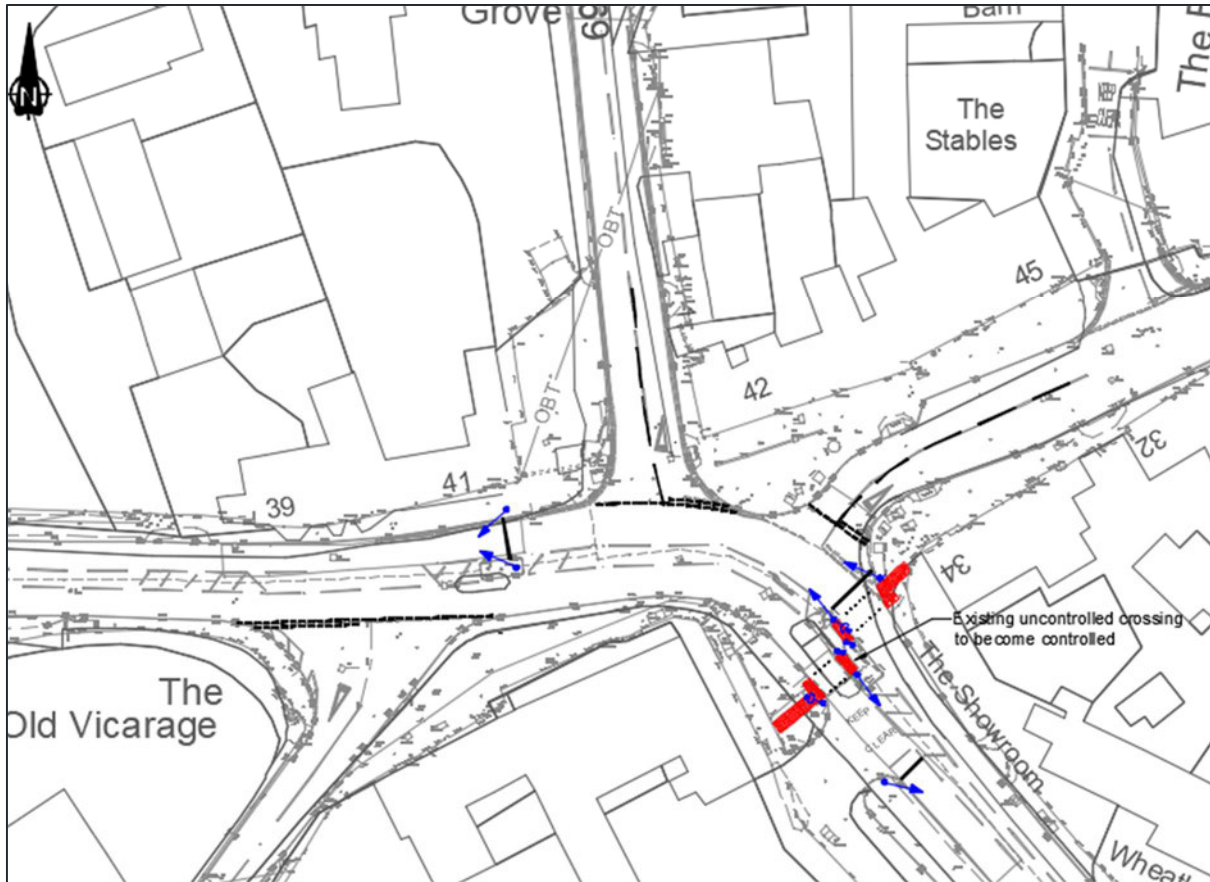 Grove
69
Barn
The
Stables
N
OBT
45
OBT
42
32
41
39
34
Existing uncontrolled crossing
to become controlled
The
Old Vicarage
The Showroom
KEEP
CLEAR